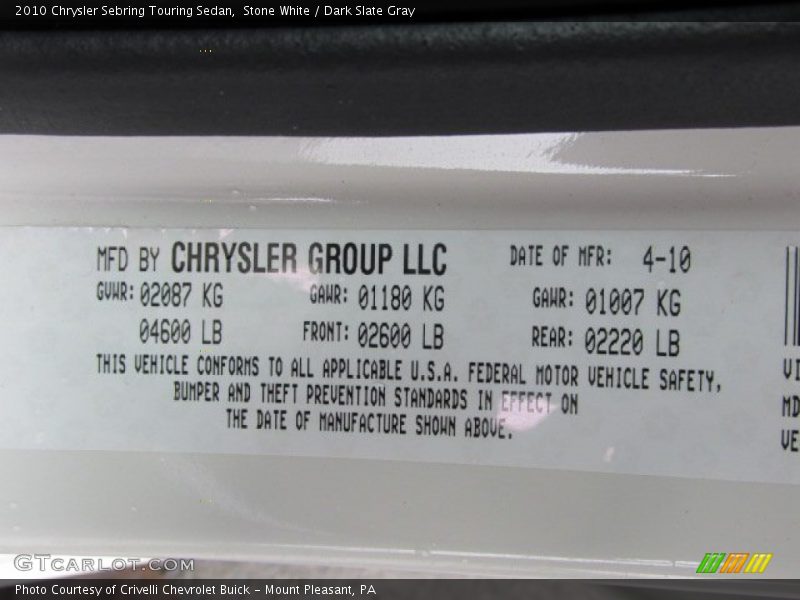 2010 Chrysler Sebring Touring Sedan, Stone White / Dark Slate Gray
MFD BY CHRYSLER GROUP LLC DATE OF MFR: 4-10
GVWR: 02087 KG GAWR: 01180 KG GAWR: 01007 KG
04600 LB FRONT: 02600 LB REAR: 02220 LB
THIS VEHICLE CONFORMS TO ALL APPLICABLE U.S.A. FEDERAL MOTOR VEHICLE SAFETY,
BUMPER AND THEFT PREVENTION STANDARDS IN EFFECT ON
THE DATE OF MANUFACTURE SHOWN ABOVE.
VI
MD
VE
GTCARLOT.COM
Photo Courtesy of Crivelli Chevrolet Buick - Mount Pleasant, PA